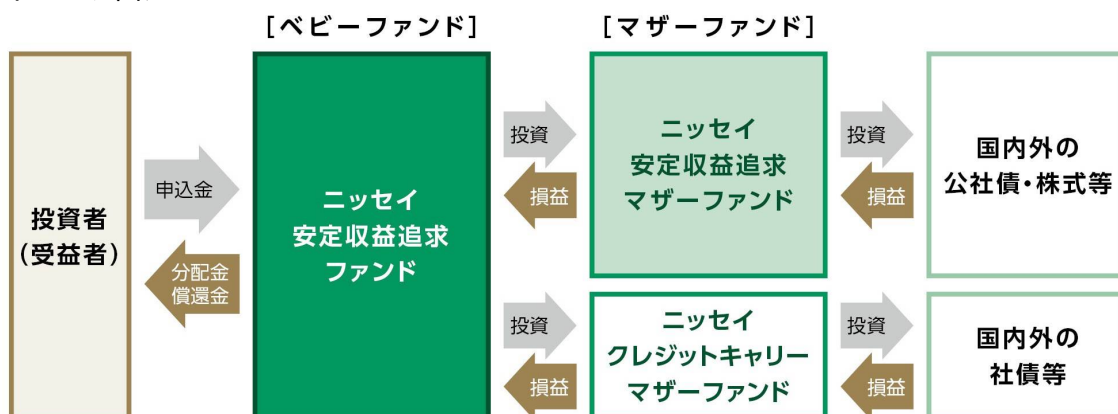 [ベビーファンド]
[マザーファンド]
投資者
(受益者)
申込金
分配金
償還金
ニッセイ
安定収益追求
ファンド
投資
損益
ニッセイ
安定収益追求
マザーファンド
投資
損益
国内外の
公社債・株式等
投資
損益
ニッセイ
クレジットキャリー
マザーファンド
投資
損益
国内外の
社債等